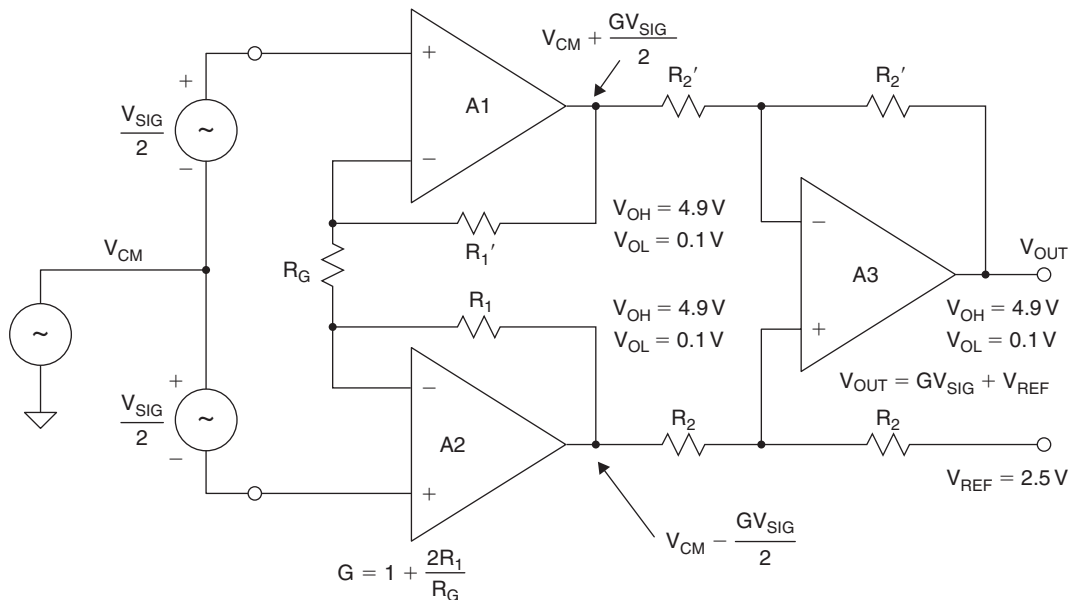 V_CM + GV_SIG/2
R₂′
R₂′
+
A1
−
+
V_SIG/2
~
−
R₁′
V_OH = 4.9 V
V_OL = 0.1 V
−
A3
+
V_OUT
V_CM
R_G
~
R₁
V_OH = 4.9 V
V_OL = 0.1 V
V_OH = 4.9 V
V_OL = 0.1 V
V_OUT = GV_SIG + V_REF
+
V_SIG/2
~
−
−
A2
+
R₂
R₂
V_REF = 2.5 V
V_CM − GV_SIG/2
G = 1 + 2R₁/R_G